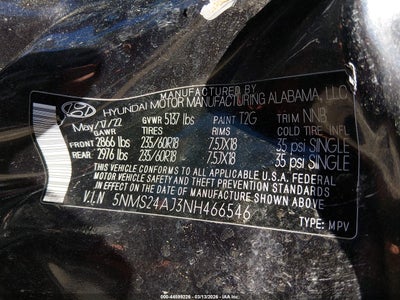 MANUFACTURED BY
HYUNDAI MOTOR MANUFACTURING ALABAMA, LLC
May/17/22 GVWR 5137 lbs PAINT T2G TRIM NNB
GAWR TIRES RIMS COLD TIRE INFL
FRONT 2866 lbs 235/60R18 7.5JX18 35 psi SINGLE
REAR 2976 lbs 235/60R18 7.5JX18 35 psi SINGLE
THIS VEHICLE CONFORMS TO ALL APPLICABLE U.S.A. FEDERAL
MOTOR VEHICLE SAFETY AND THEFT PREVENTION STANDARDS
IN EFFECT ON THE DATE OF MANUFACTURE SHOWN ABOVE.
V.I.N 5NMS24AJ3NH466546 TYPE: MPV
000-44599226 - 03/13/2026 - IAA Inc.